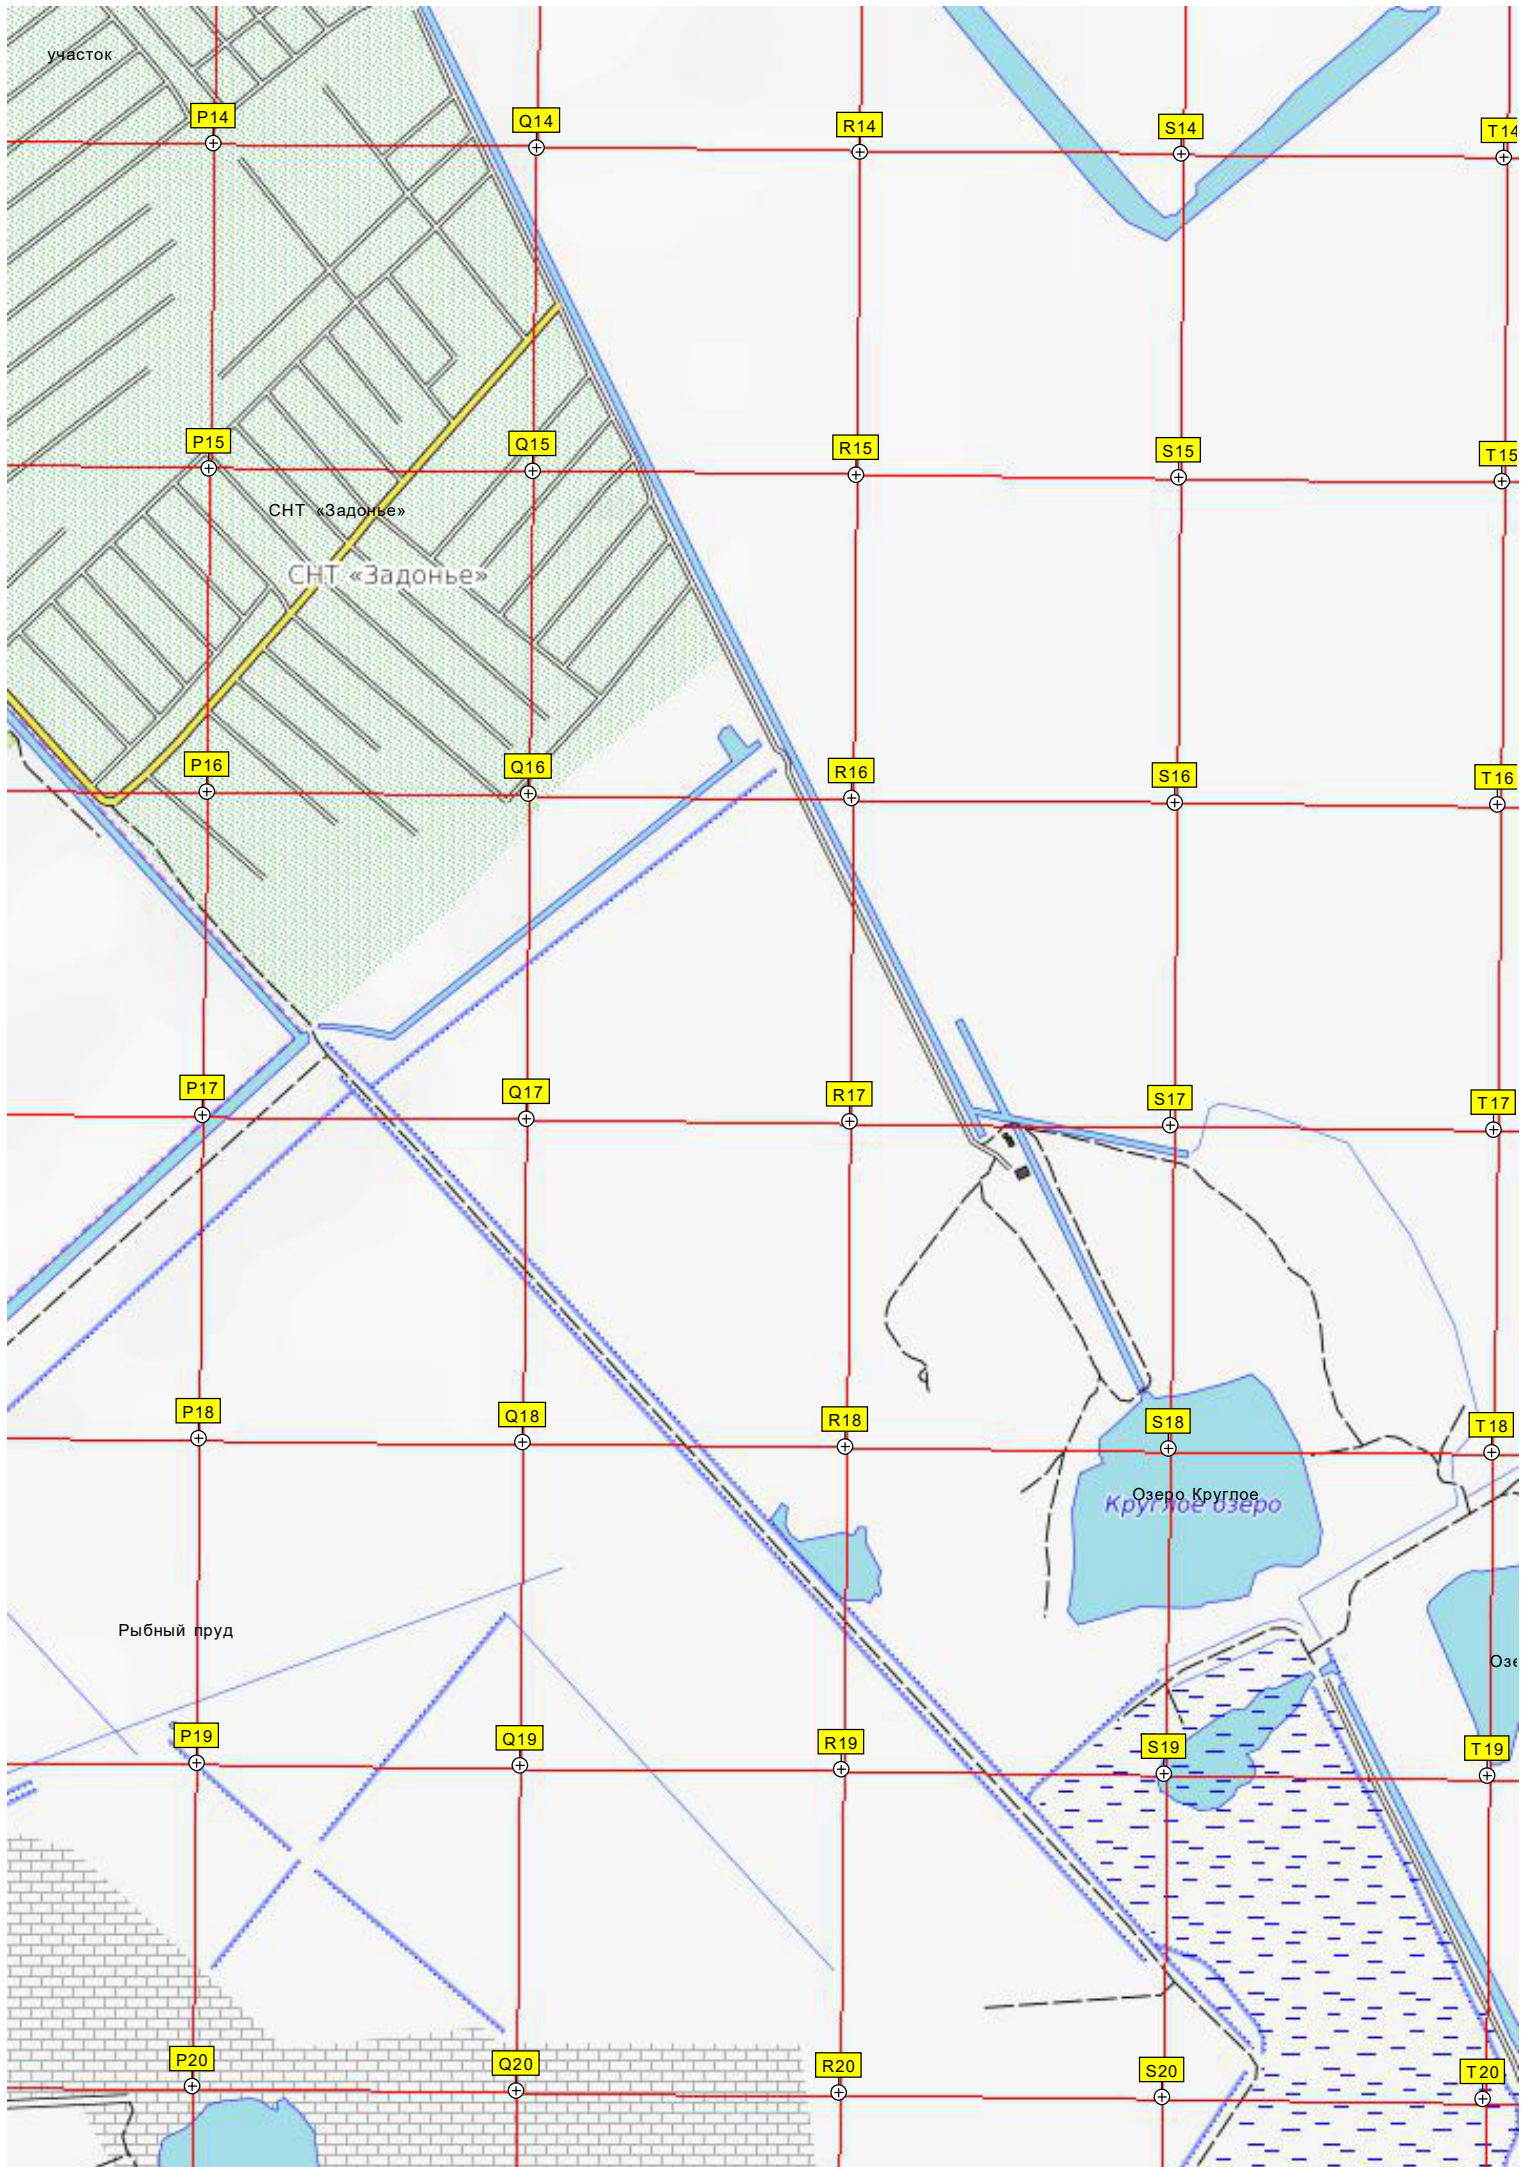 участок
P14
Q14
R14
S14
T14
P15
Q15
R15
S15
T15
СНТ «Задонье»
СНТ «Задонье»
P16
Q16
R16
S16
T16
P17
Q17
R17
S17
T17
P18
Q18
R18
S18
T18
Озеро Круглое
Круглое озеро
Рыбный пруд
P19
Q19
R19
S19
T19
P20
Q20
R20
S20
T20